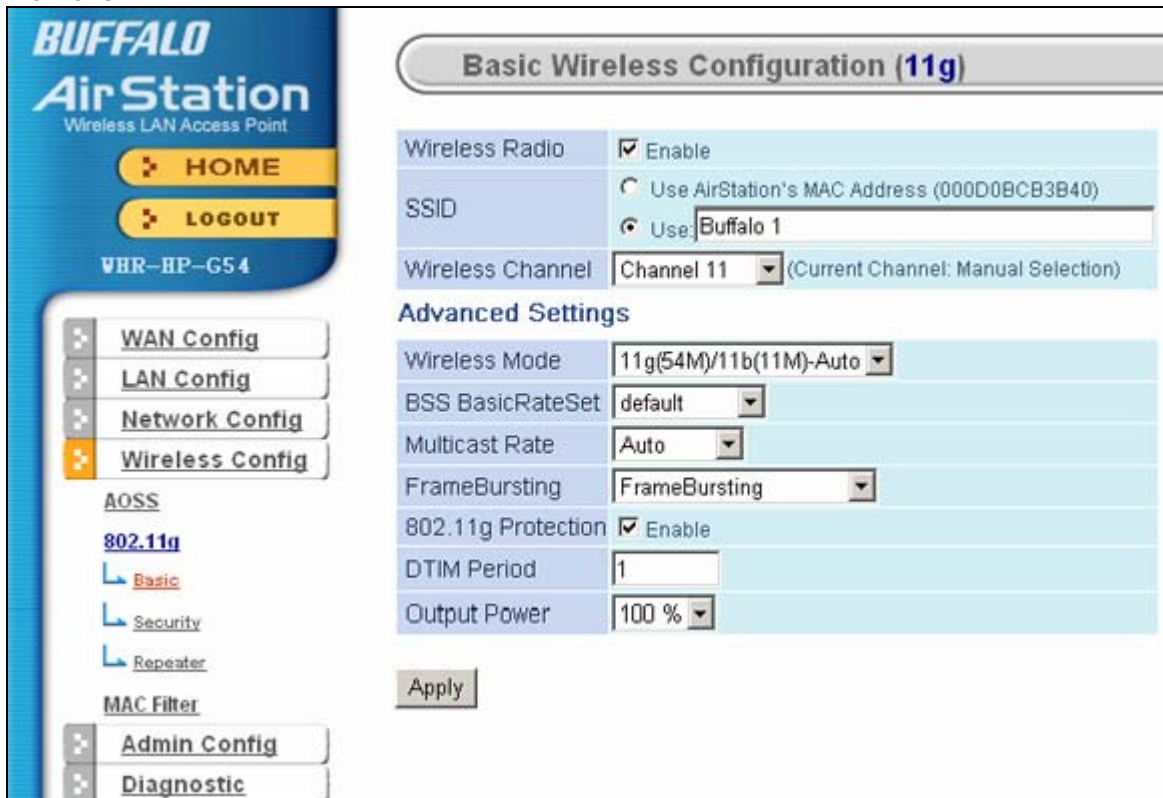 BUFFALO
AirStation
Wireless LAN Access Point
HOME
LOGOUT
WHR-HP-G54
WAN Config
LAN Config
Network Config
Wireless Config
AOSS
802.11g
Basic
Security
Repeater
MAC Filter
Admin Config
Diagnostic
Basic Wireless Configuration (11g)
Wireless Radio Enable
SSID Use AirStation's MAC Address (000D0BCB3B40)
Use: Buffalo 1
Wireless Channel Channel 11 (Current Channel: Manual Selection)
Advanced Settings
Wireless Mode 11g(54M)/11b(11M)-Auto
BSS BasicRateSet default
Multicast Rate Auto
FrameBursting FrameBursting
802.11g Protection Enable
DTIM Period 1
Output Power 100 %
Apply